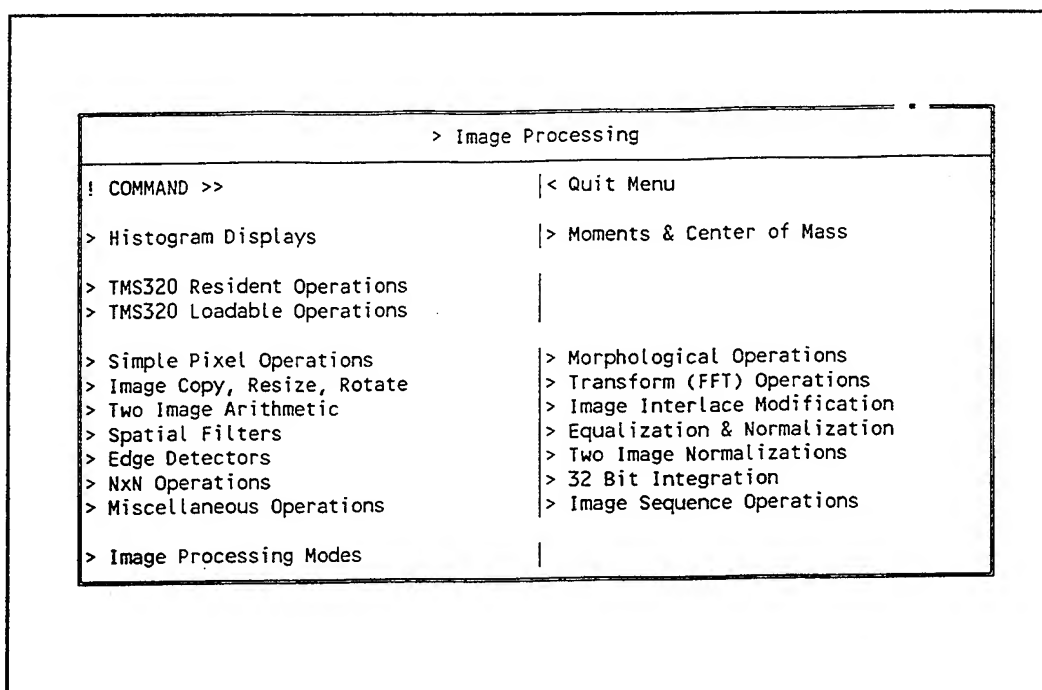 > Image Processing
! COMMAND >>
|< Quit Menu
> Histogram Displays
|> Moments & Center of Mass
> TMS320 Resident Operations
> TMS320 Loadable Operations
> Simple Pixel Operations
|> Morphological Operations
> Image Copy, Resize, Rotate
|> Transform (FFT) Operations
> Two Image Arithmetic
|> Image Interlace Modification
> Spatial Filters
|> Equalization & Normalization
> Edge Detectors
|> Two Image Normalizations
> NxN Operations
|> 32 Bit Integration
> Miscellaneous Operations
|> Image Sequence Operations
> Image Processing Modes